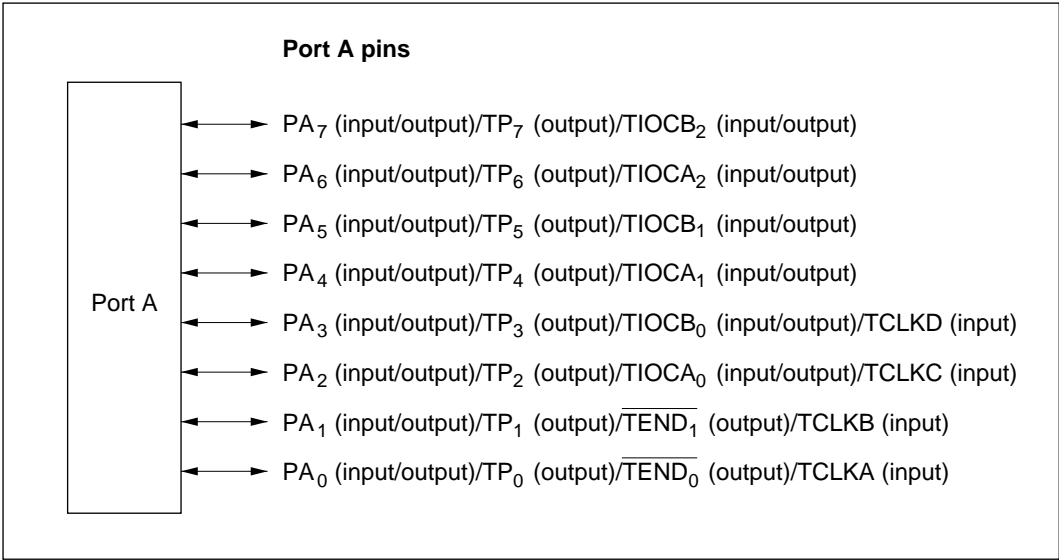 Port A pins
PA₇ (input/output)/TP₇ (output)/TIOCB₂ (input/output)
PA₆ (input/output)/TP₆ (output)/TIOCA₂ (input/output)
PA₅ (input/output)/TP₅ (output)/TIOCB₁ (input/output)
PA₄ (input/output)/TP₄ (output)/TIOCA₁ (input/output)
Port A
PA₃ (input/output)/TP₃ (output)/TIOCB₀ (input/output)/TCLKD (input)
PA₂ (input/output)/TP₂ (output)/TIOCA₀ (input/output)/TCLKC (input)
PA₁ (input/output)/TP₁ (output)/T̅E̅N̅D̅₁̅ (output)/TCLKB (input)
PA₀ (input/output)/TP₀ (output)/T̅E̅N̅D̅₀̅ (output)/TCLKA (input)